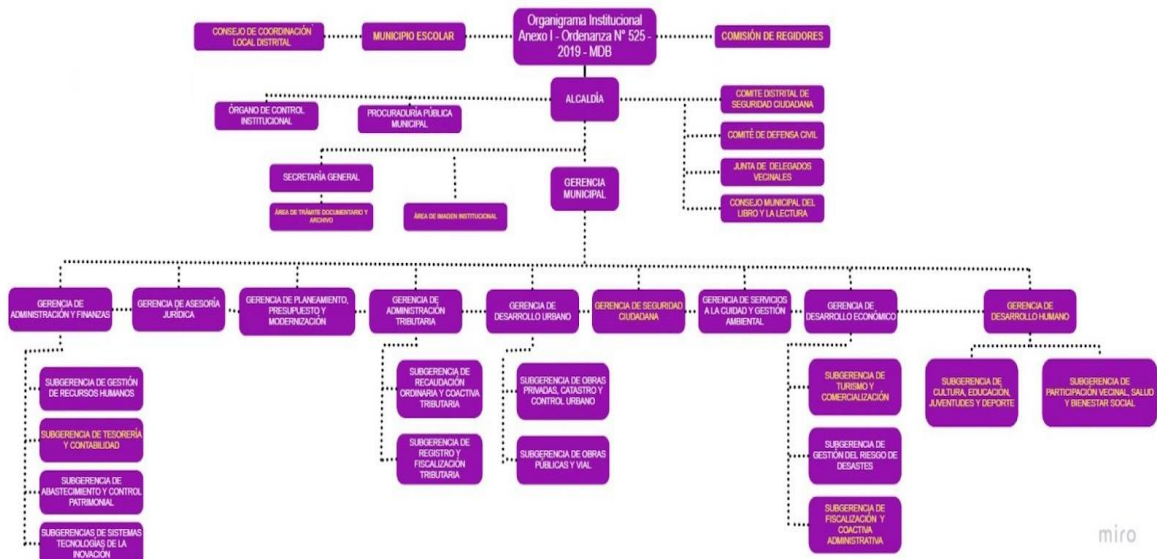 Organigrama Institucional
Anexo I - Ordenanza N° 525 -
2019 - MDB
CONSEJO DE COORDINACIÓN
LOCAL DISTRITAL
MUNICIPIO ESCOLAR
COMISIÓN DE REGIDORES
ALCALDÍA
ÓRGANO DE CONTROL
INSTITUCIONAL
PROCURADURÍA PÚBLICA
MUNICIPAL
COMITE DISTRITAL DE
SEGURIDAD CIUDADANA
COMITÉ DE DEFENSA CIVIL
JUNTA DE DELEGADOS
VECINALES
CONSEJO MUNICIPAL DEL
LIBRO Y LA LECTURA
SECRETARÍA GENERAL
ÁREA DE TRÁMITE DOCUMENTARIO Y
ARCHIVO
ÁREA DE IMAGEN INSTITUCIONAL
GERENCIA
MUNICIPAL
GERENCIA DE
ADMINISTRACIÓN Y FINANZAS
GERENCIA DE ASESORÍA
JURÍDICA
GERENCIA DE PLANEAMIENTO,
PRESUPUESTO Y
MODERNIZACIÓN
GERENCIA DE
ADMINISTRACIÓN
TRIBUTARIA
GERENCIA DE
DESARROLLO URBANO
GERENCIA DE SEGURIDAD
CIUDADANA
GERENCIA DE SERVICIOS
A LA CUIDAD Y GESTIÓN
AMBIENTAL
GERENCIA DE
DESARROLLO ECONÓMICO
GERENCIA DE
DESARROLLO HUMANO
SUBGERENCIA DE GESTIÓN
DE RECURSOS HUMANOS
SUBGERENCIA DE TESORERÍA
Y CONTABILIDAD
SUBGERENCIA DE
ABASTECIMIENTO Y CONTROL
PATRIMONIAL
SUBGERENCIAS DE SISTEMAS
TECNOLOGÍAS DE LA
INOVACIÓN
SUBGERENCIA DE
RECAUDACIÓN
ORDINARIA Y COACTIVA
TRIBUTARIA
SUBGERENCIA DE
REGISTRO Y
FISCALIZACIÓN
TRIBUTARIA
SUBGERENCIA DE OBRAS
PRIVADAS, CATASTRO Y
CONTROL URBANO
SUBGERENCIA DE OBRAS
PÚBLICAS Y VIAL
SUBGERENCIA DE
TURISMO Y
COMERCIALIZACIÓN
SUBGERENCIA DE
GESTIÓN DEL RIESGO DE
DESASTES
SUBGERENCIA DE
FISCALIZACIÓN Y
COACTIVA
ADMINISTRATIVA
SUBGERENCIA DE
CULTURA, EDUCACIÓN,
JUVENTUDES Y DEPORTE
SUBGERENCIA DE
PARTICIPACIÓN VECINAL, SALUD
Y BIENESTAR SOCIAL
miro